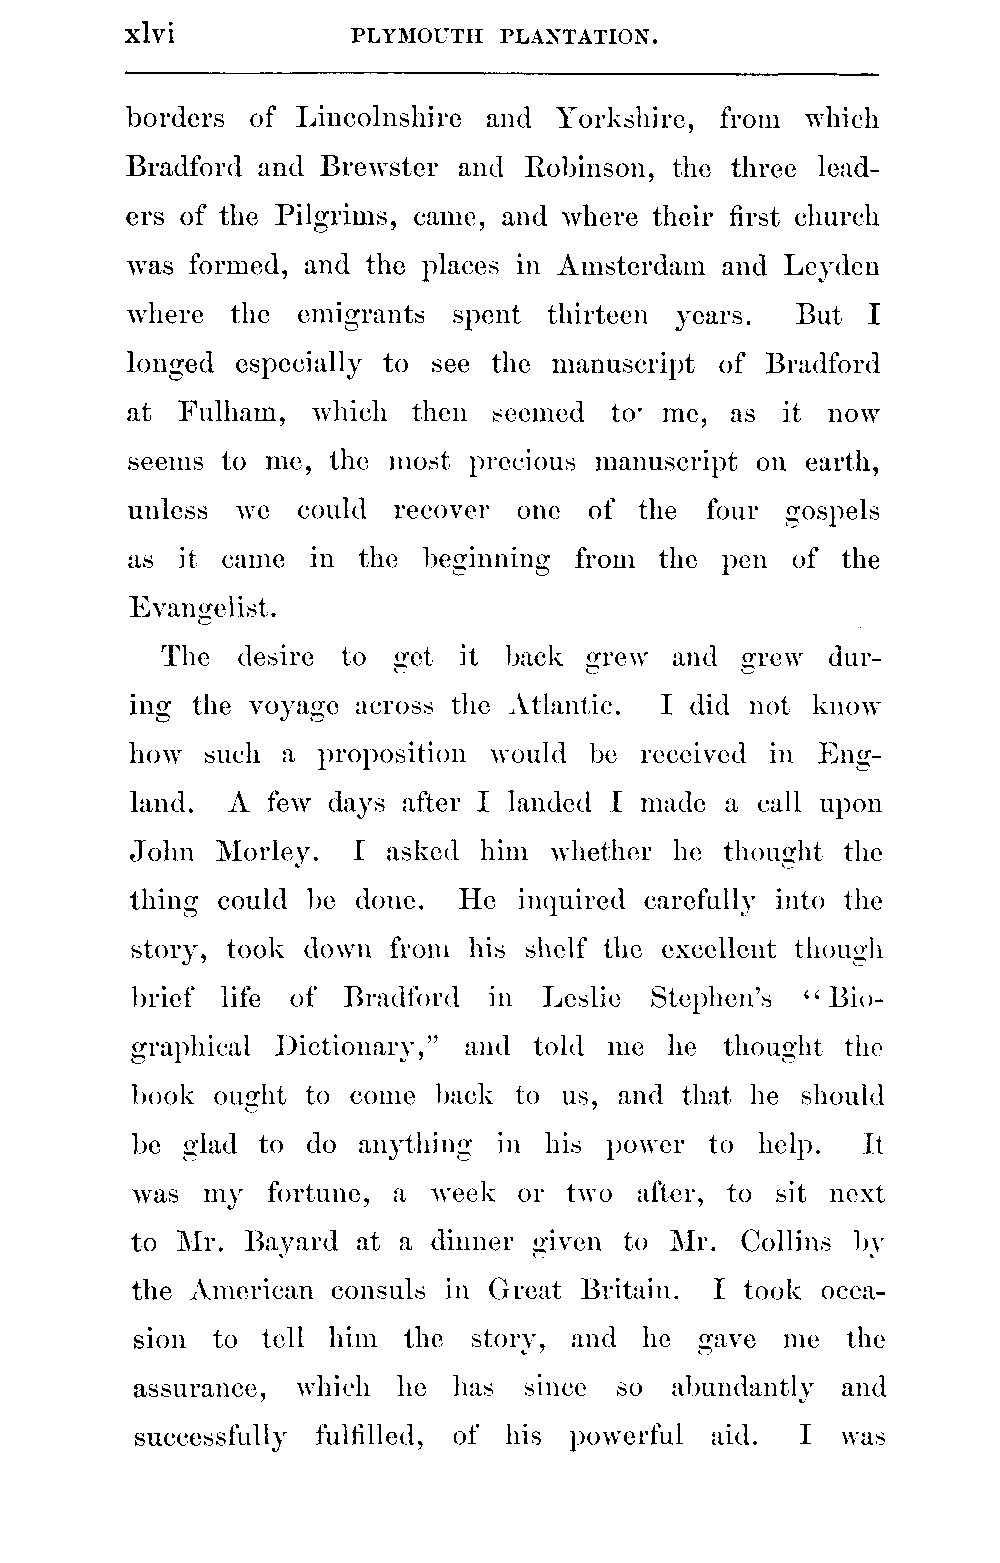 xlvi PLYMOUTH PLANTATION.
borders of Lincolnshire and Yorkshire, from which
Bradford and Brewster and Robinson, the three lead-
ers of the Pilgrims, came, and where their first church
was formed, and the places in Amsterdam and Leyden
where the emigrants spent thirteen years. But I
longed especially to see the manuscript of Bradford
at Fulham, which then seemed to me, as it now
seems to me, the most precious manuscript on earth,
unless we could recover one of the four gospels
as it came in the beginning from the pen of the
Evangelist.
The desire to get it back grew and grew dur-
ing the voyage across the Atlantic. I did not know
how such a proposition would be received in Eng-
land. A few days after I landed I made a call upon
John Morley. I asked him whether he thought the
thing could be done. He inquired carefully into the
story, took down from his shelf the excellent though
brief life of Bradford in Leslie Stephen's “Bio-
graphical Dictionary,” and told me he thought the
book ought to come back to us, and that he should
be glad to do anything in his power to help. It
was my fortune, a week or two after, to sit next
to Mr. Bayard at a dinner given to Mr. Collins by
the American consuls in Great Britain. I took occa-
sion to tell him the story, and he gave me the
assurance, which he has since so abundantly and
successfully fulfilled, of his powerful aid. I was